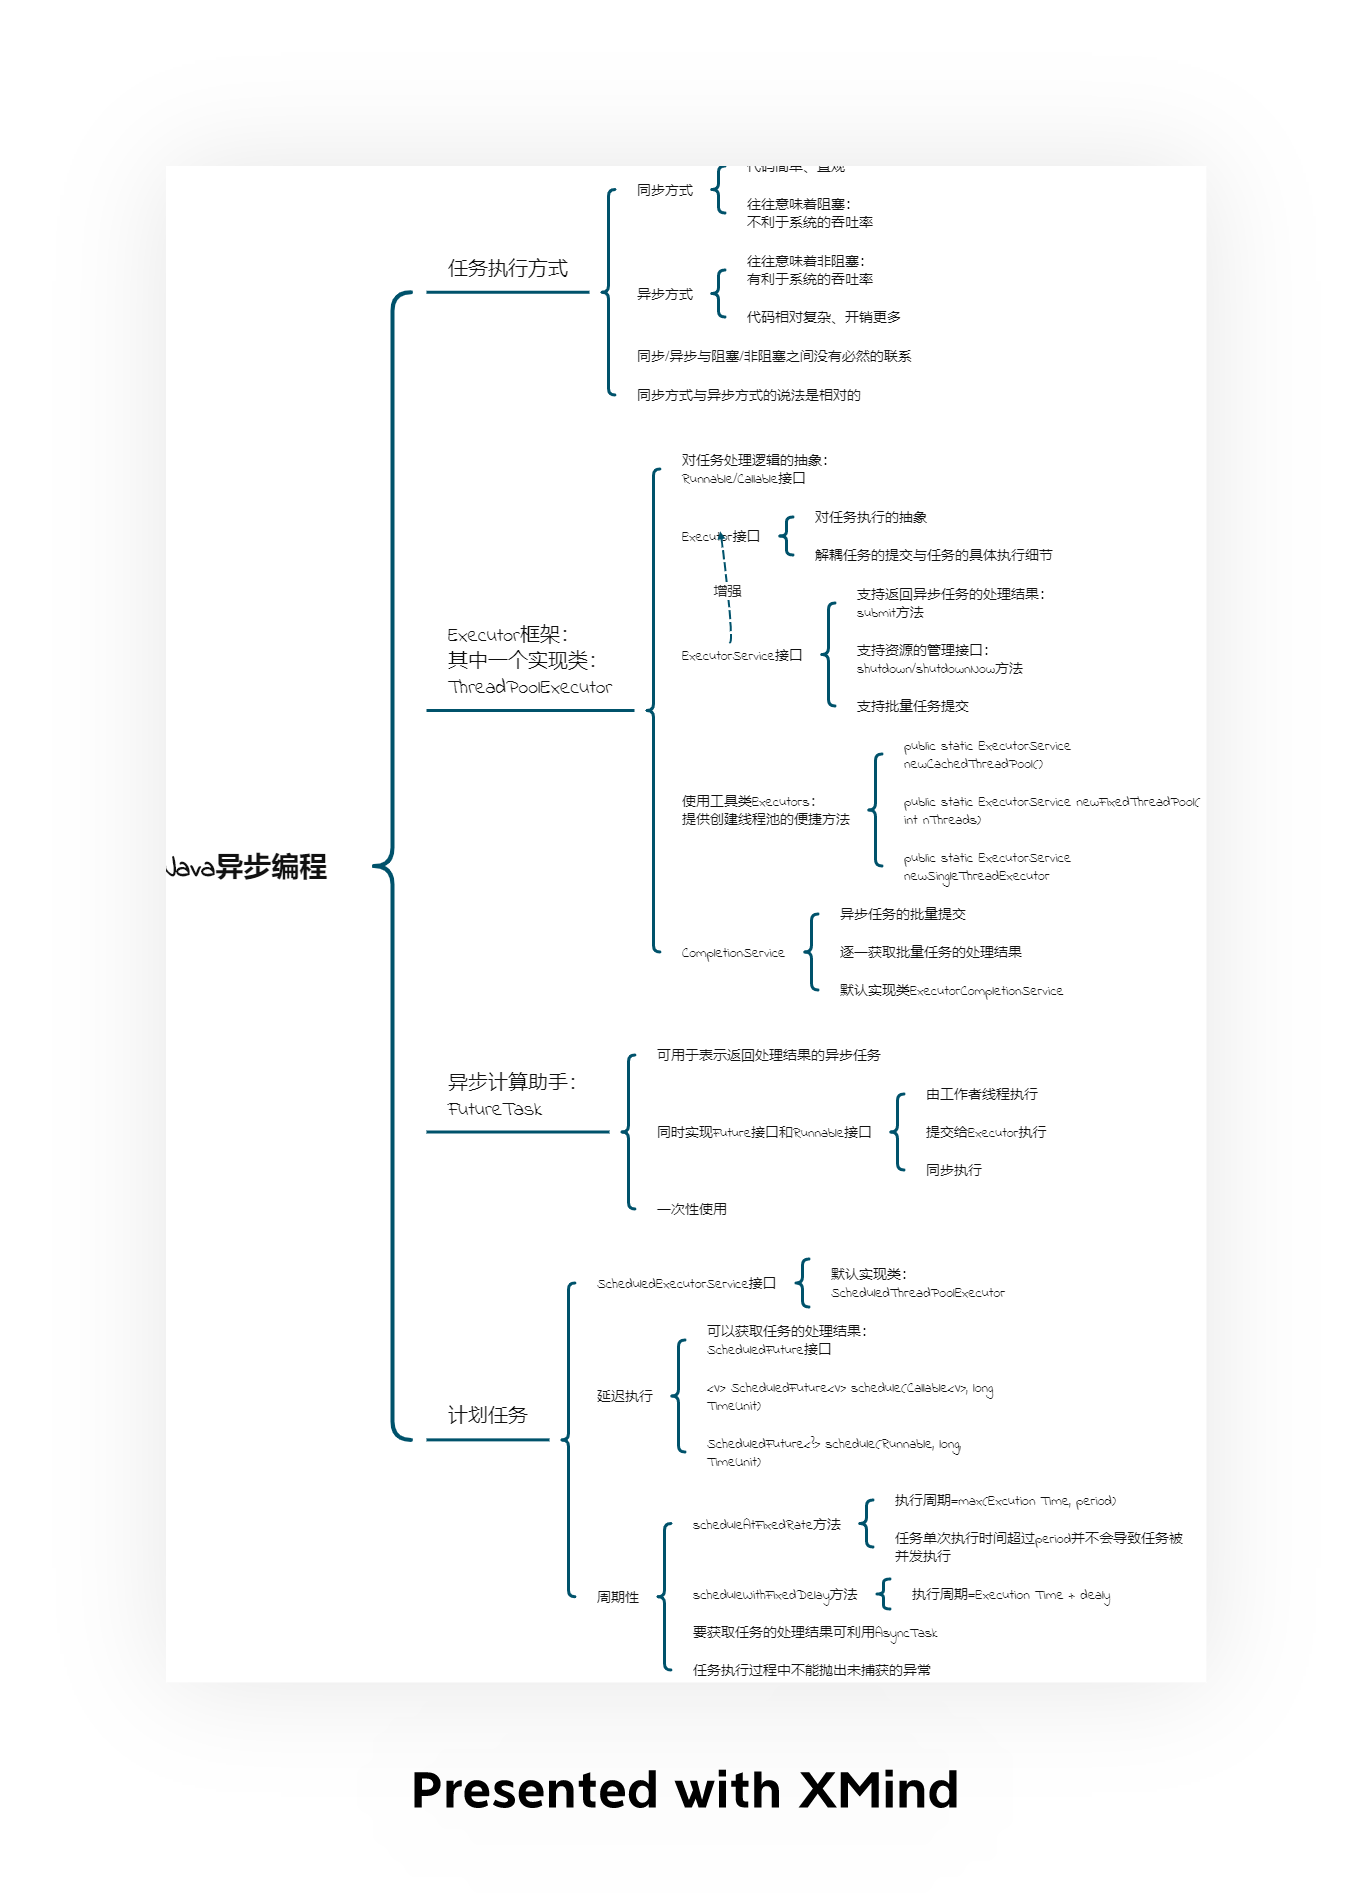 代码简单、直观
同步方式
往往意味着阻塞：
不利于系统的吞吐率
任务执行方式
往往意味着非阻塞：
有利于系统的吞吐率
异步方式
代码相对复杂、开销更多
同步/异步与阻塞/非阻塞之间没有必然的联系
同步方式与异步方式的说法是相对的
对任务处理逻辑的抽象：
Runnable/Callable接口
对任务执行的抽象
Executor接口
解耦任务的提交与任务的具体执行细节
增强
支持返回异步任务的处理结果：
submit方法
Executor框架：
其中一个实现类：
ThreadPoolExecutor
ExecutorService接口
支持资源的管理接口：
shutdown/shutdownNow方法
支持批量任务提交
public static ExecutorService
newCachedThreadPool()
使用工具类Executors：
提供创建线程池的便捷方法
public static ExecutorService newFixedThreadPool(
int nThreads)
public static ExecutorService
newSingleThreadExecutor
Java异步编程
异步任务的批量提交
CompletionService
逐一获取批量任务的处理结果
默认实现类ExecutorCompletionService
可用于表示返回处理结果的异步任务
异步计算助手：
FutureTask
由工作者线程执行
同时实现Future接口和Runnable接口
提交给Executor执行
同步执行
一次性使用
ScheduledExecutorService接口
默认实现类：
ScheduledThreadPoolExecutor
可以获取任务的处理结果：
ScheduledFuture接口
延迟执行
<V> ScheduledFuture<V> schedule(Callable<V>, long
TimeUnit)
计划任务
ScheduledFuture<?> schedule(Runnable, long,
TimeUnit)
执行周期=max(Excution Time, period)
scheduleAtFixedRate方法
任务单次执行时间超过period并不会导致任务被
并发执行
周期性
scheduleWithFixedDelay方法
执行周期=Execution Time + dealy
要获取任务的处理结果可利用AsyncTask
任务执行过程中不能抛出未捕获的异常
Presented with XMind